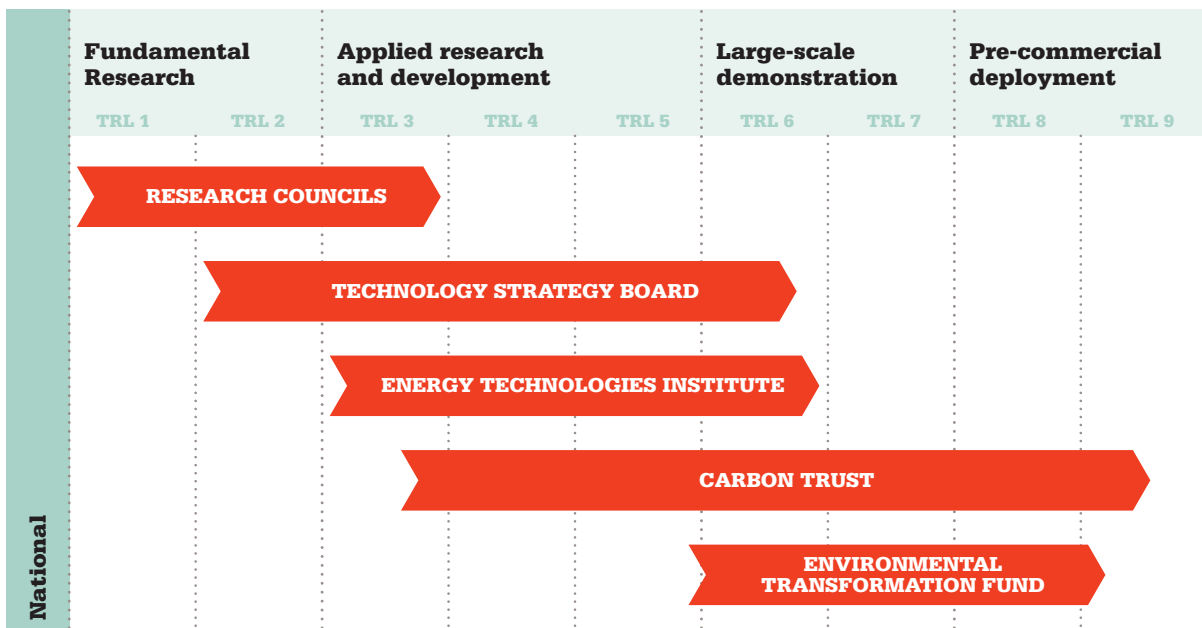 Fundamental
Research
Applied research
and development
Large-scale
demonstration
Pre-commercial
deployment
TRL 1
TRL 2
TRL 3
TRL 4
TRL 5
TRL 6
TRL 7
TRL 8
TRL 9
RESEARCH COUNCILS
TECHNOLOGY STRATEGY BOARD
ENERGY TECHNOLOGIES INSTITUTE
CARBON TRUST
ENVIRONMENTAL
TRANSFORMATION FUND
National